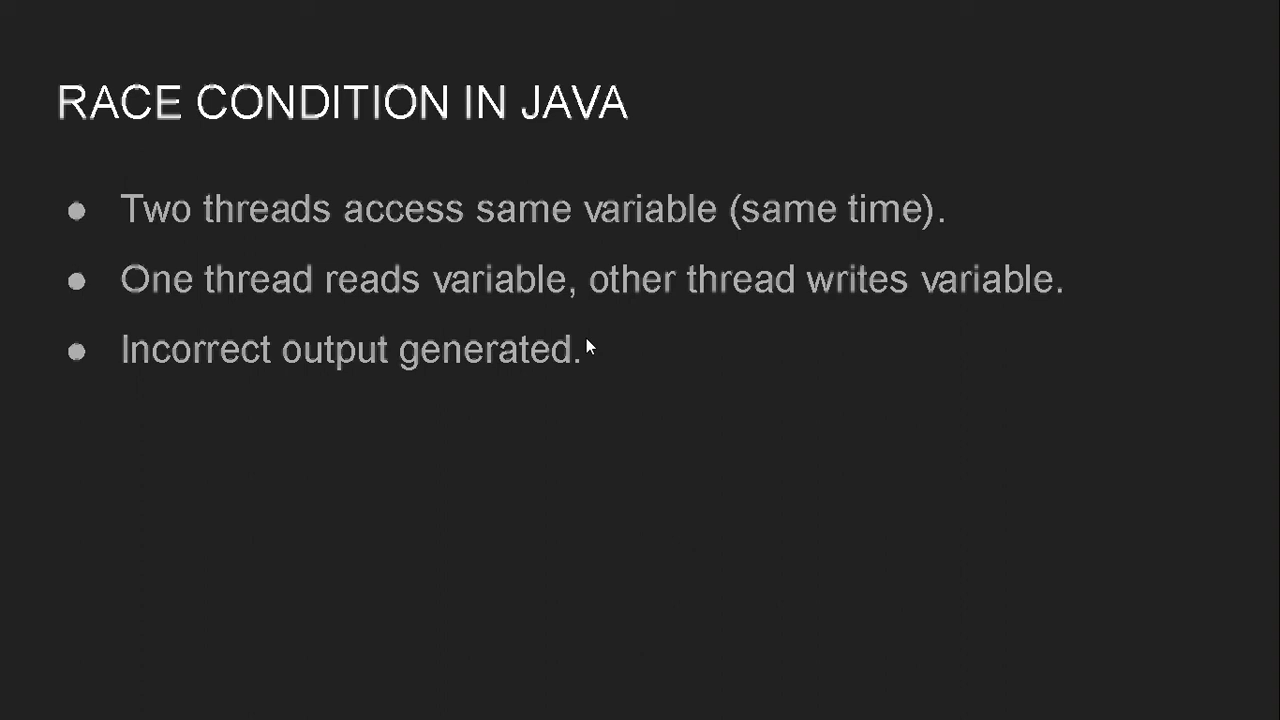 RACE CONDITION IN JAVA
● Two threads access same variable (same time).
● One thread reads variable, other thread writes variable.
● Incorrect output generated.